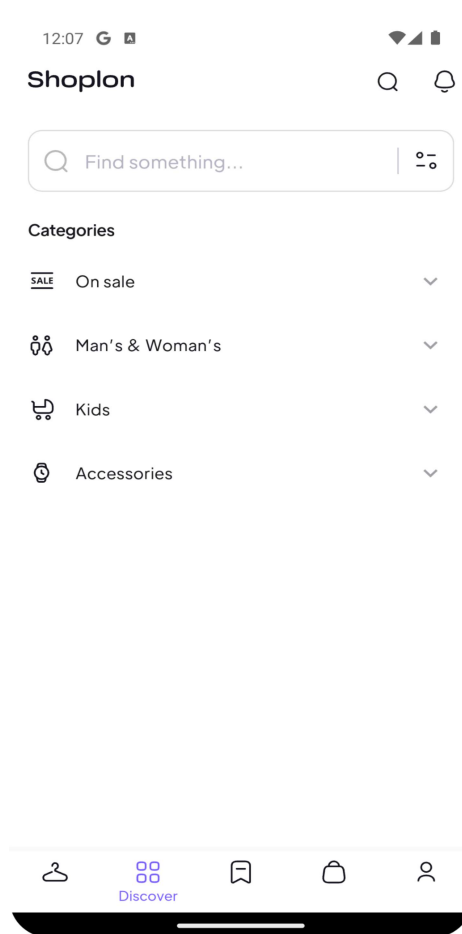 12:07 G A
Shoplon
Find something...
Categories
SALE On sale
Man's & Woman's
Kids
Accessories
Discover